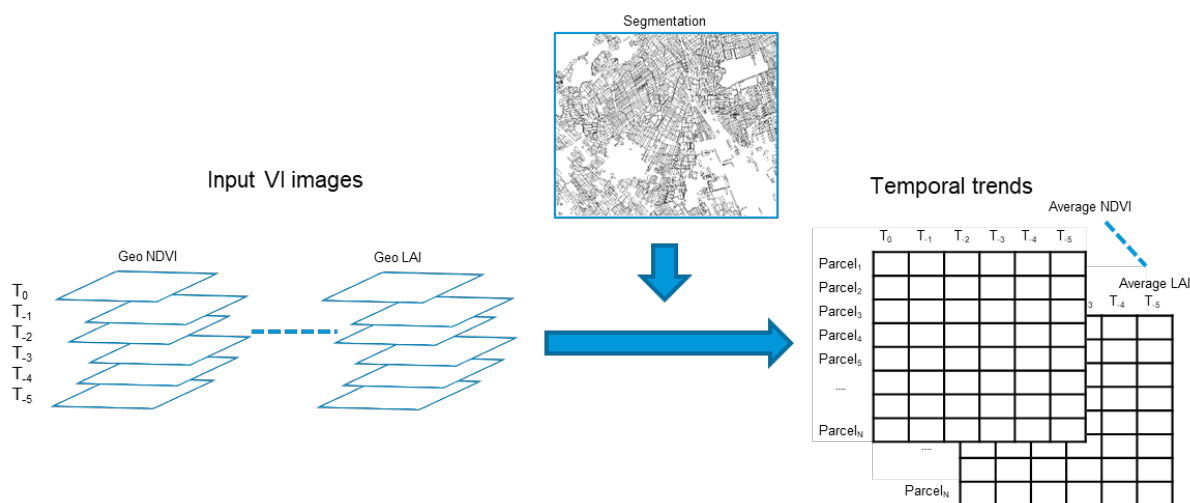 Segmentation
Input VI images
Temporal trends
Average NDVI
Geo NDVI
Geo LAI
T0
T-1
T-2
T-3
T-4
T-5
T0 T-1 T-2 T-3 T-4 T-5
Parcel1
Parcel2
Parcel3
Parcel4
Parcel5
....
ParcelN
Average LAI
3 T-4 T-5
....
ParcelN